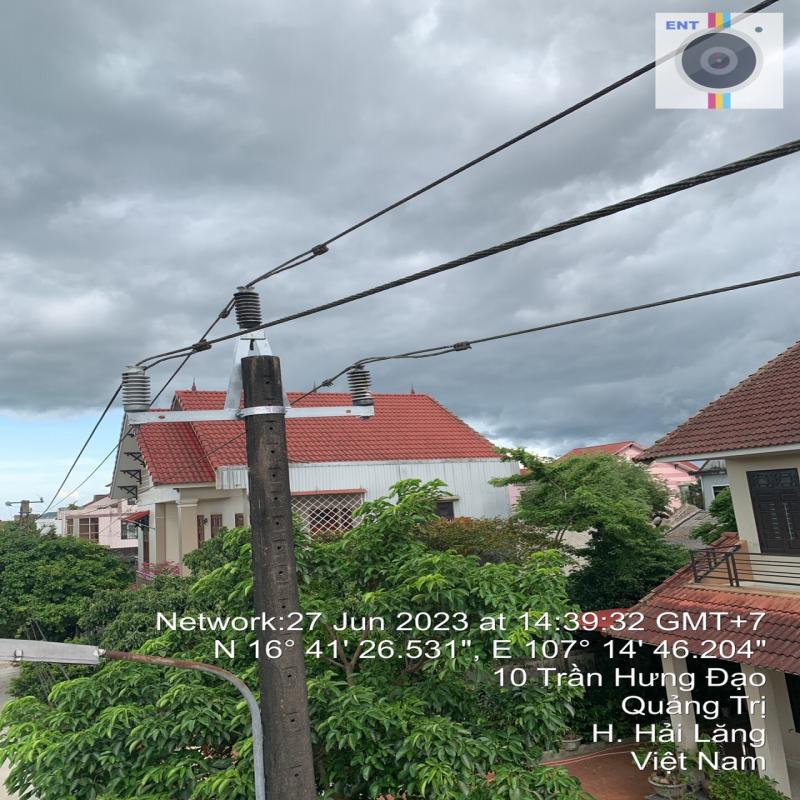 ENT
Network:27 Jun 2023 at 14:39:32 GMT+7
N 16° 41' 26.531", E 107° 14' 46.204"
10 Trần Hưng Đạo
Quảng Trị
H. Hải Lăng
Việt Nam